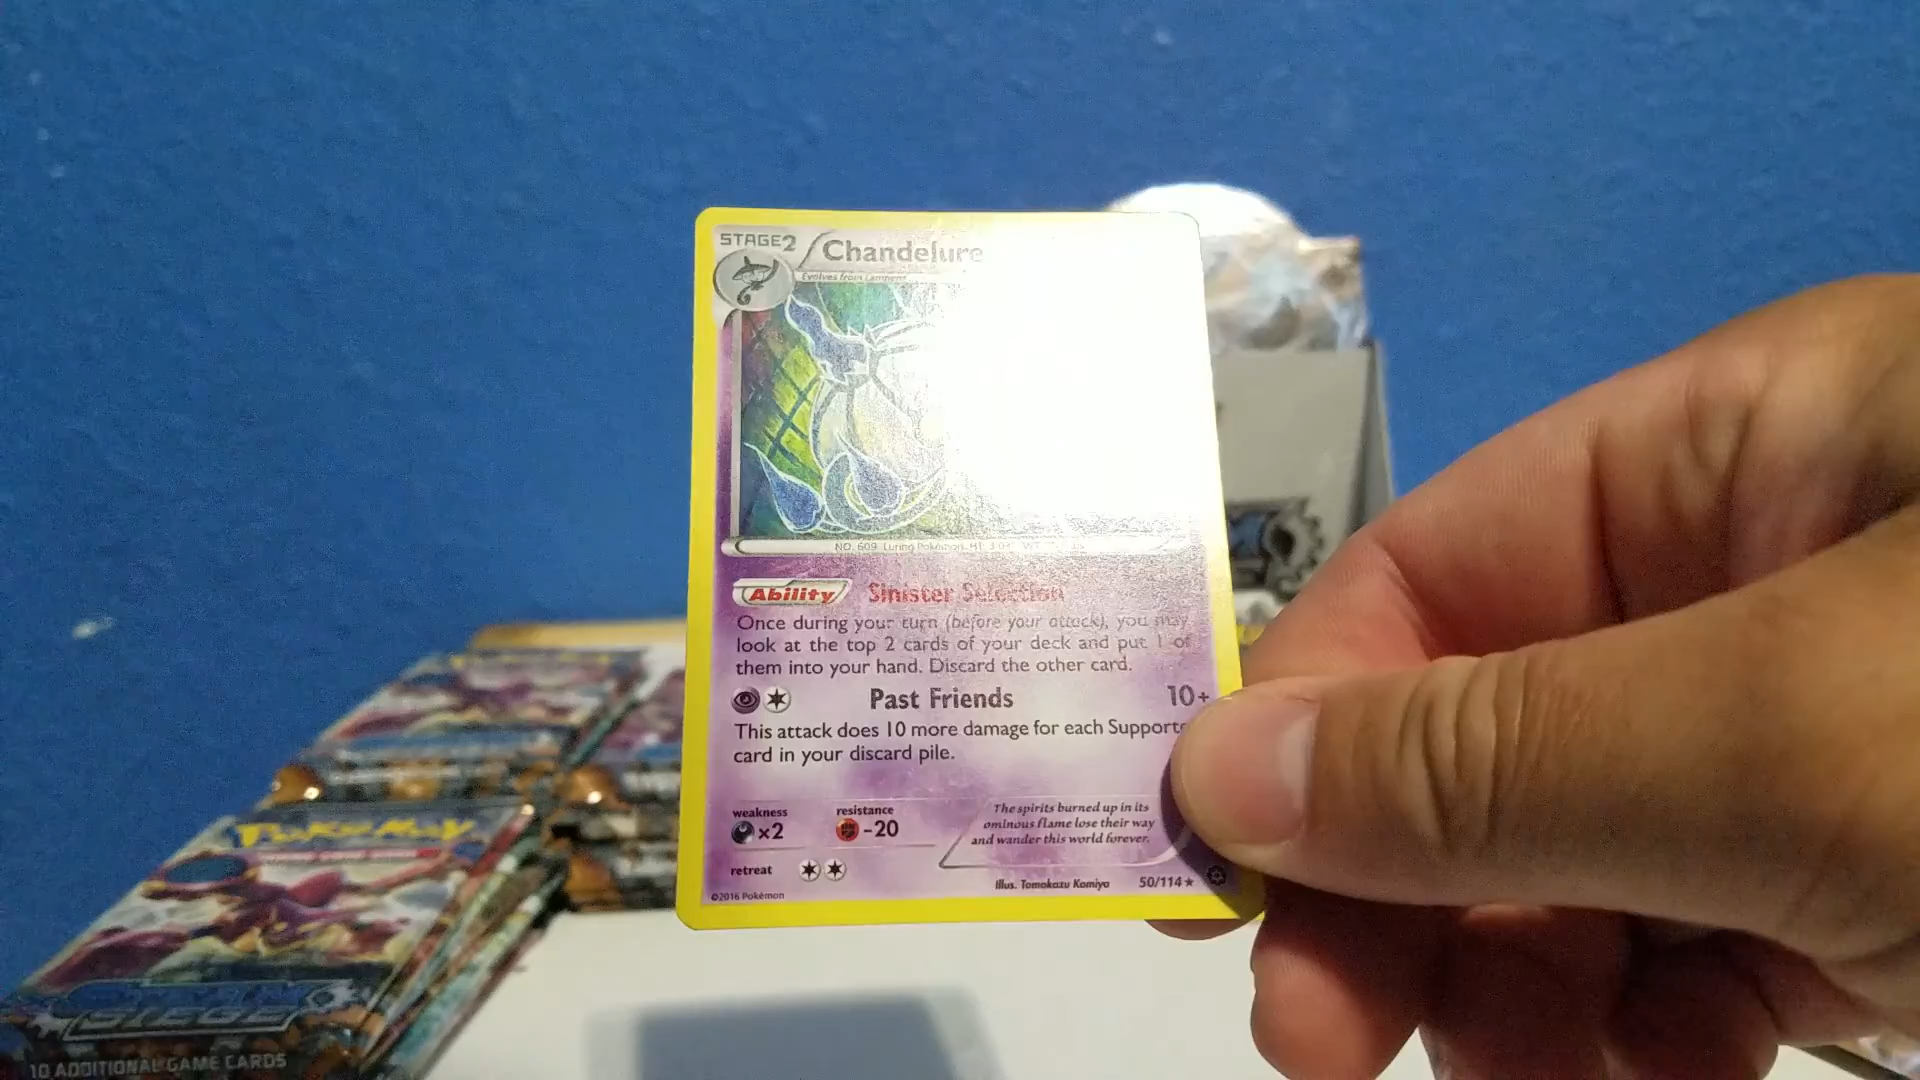 STAGE2
Chandelure
Evolves from Lampent
NO. 609 Luring Pokémon
Ability Sinister Selection
Once during your turn (before your attack), you may
look at the top 2 cards of your deck and put 1 of
them into your hand. Discard the other card.
Past Friends 10+
This attack does 10 more damage for each Supporte
card in your discard pile.
weakness
×2
resistance
-20
The spirits burned up in its
ominous flame lose their way
and wander this world forever.
retreat
©2016 Pokémon
Illus. Tomokazu Komiya
50/114
Pokémon
STEAM
SIEGE
10 ADDITIONAL GAME CARDS